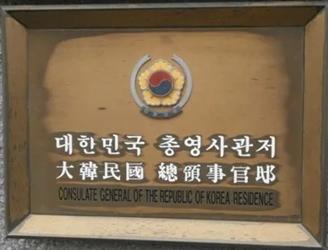 대한민국 총영사관저
大韓民國 總領事官邸
CONSULATE GENERAL OF THE REPUBLIC OF KOREA RESIDENCE